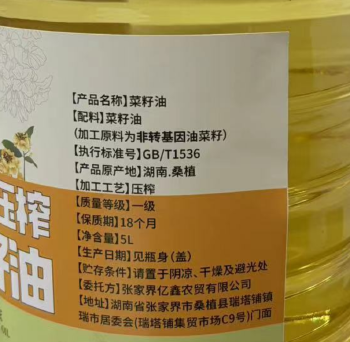 【产品名称】菜籽油
【配料】菜籽油
(加工原料为非转基因油菜籽)
【执行标准号】GB/T1536
【产品原产地】湖南.桑植
【加工工艺】压榨
【质量等级】一级
【保质期】18个月
【净含量】5L
【生产日期】见瓶身(盖)
【贮存条件】请置于阴凉、干燥及避光处
【委托方】张家界亿鑫农贸有限公司
【地址】湖南省张家界市桑植县瑞塔铺镇
瑞市居委会(瑞塔铺集贸市场C9号)门面
压榨
籽油